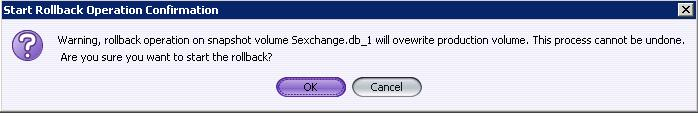 Start Rollback Operation Confirmation
Warning, rollback operation on snapshot volume Sexchange.db_1 will ovewrite production volume. This process cannot be undone.
Are you sure you want to start the rollback?
OK Cancel